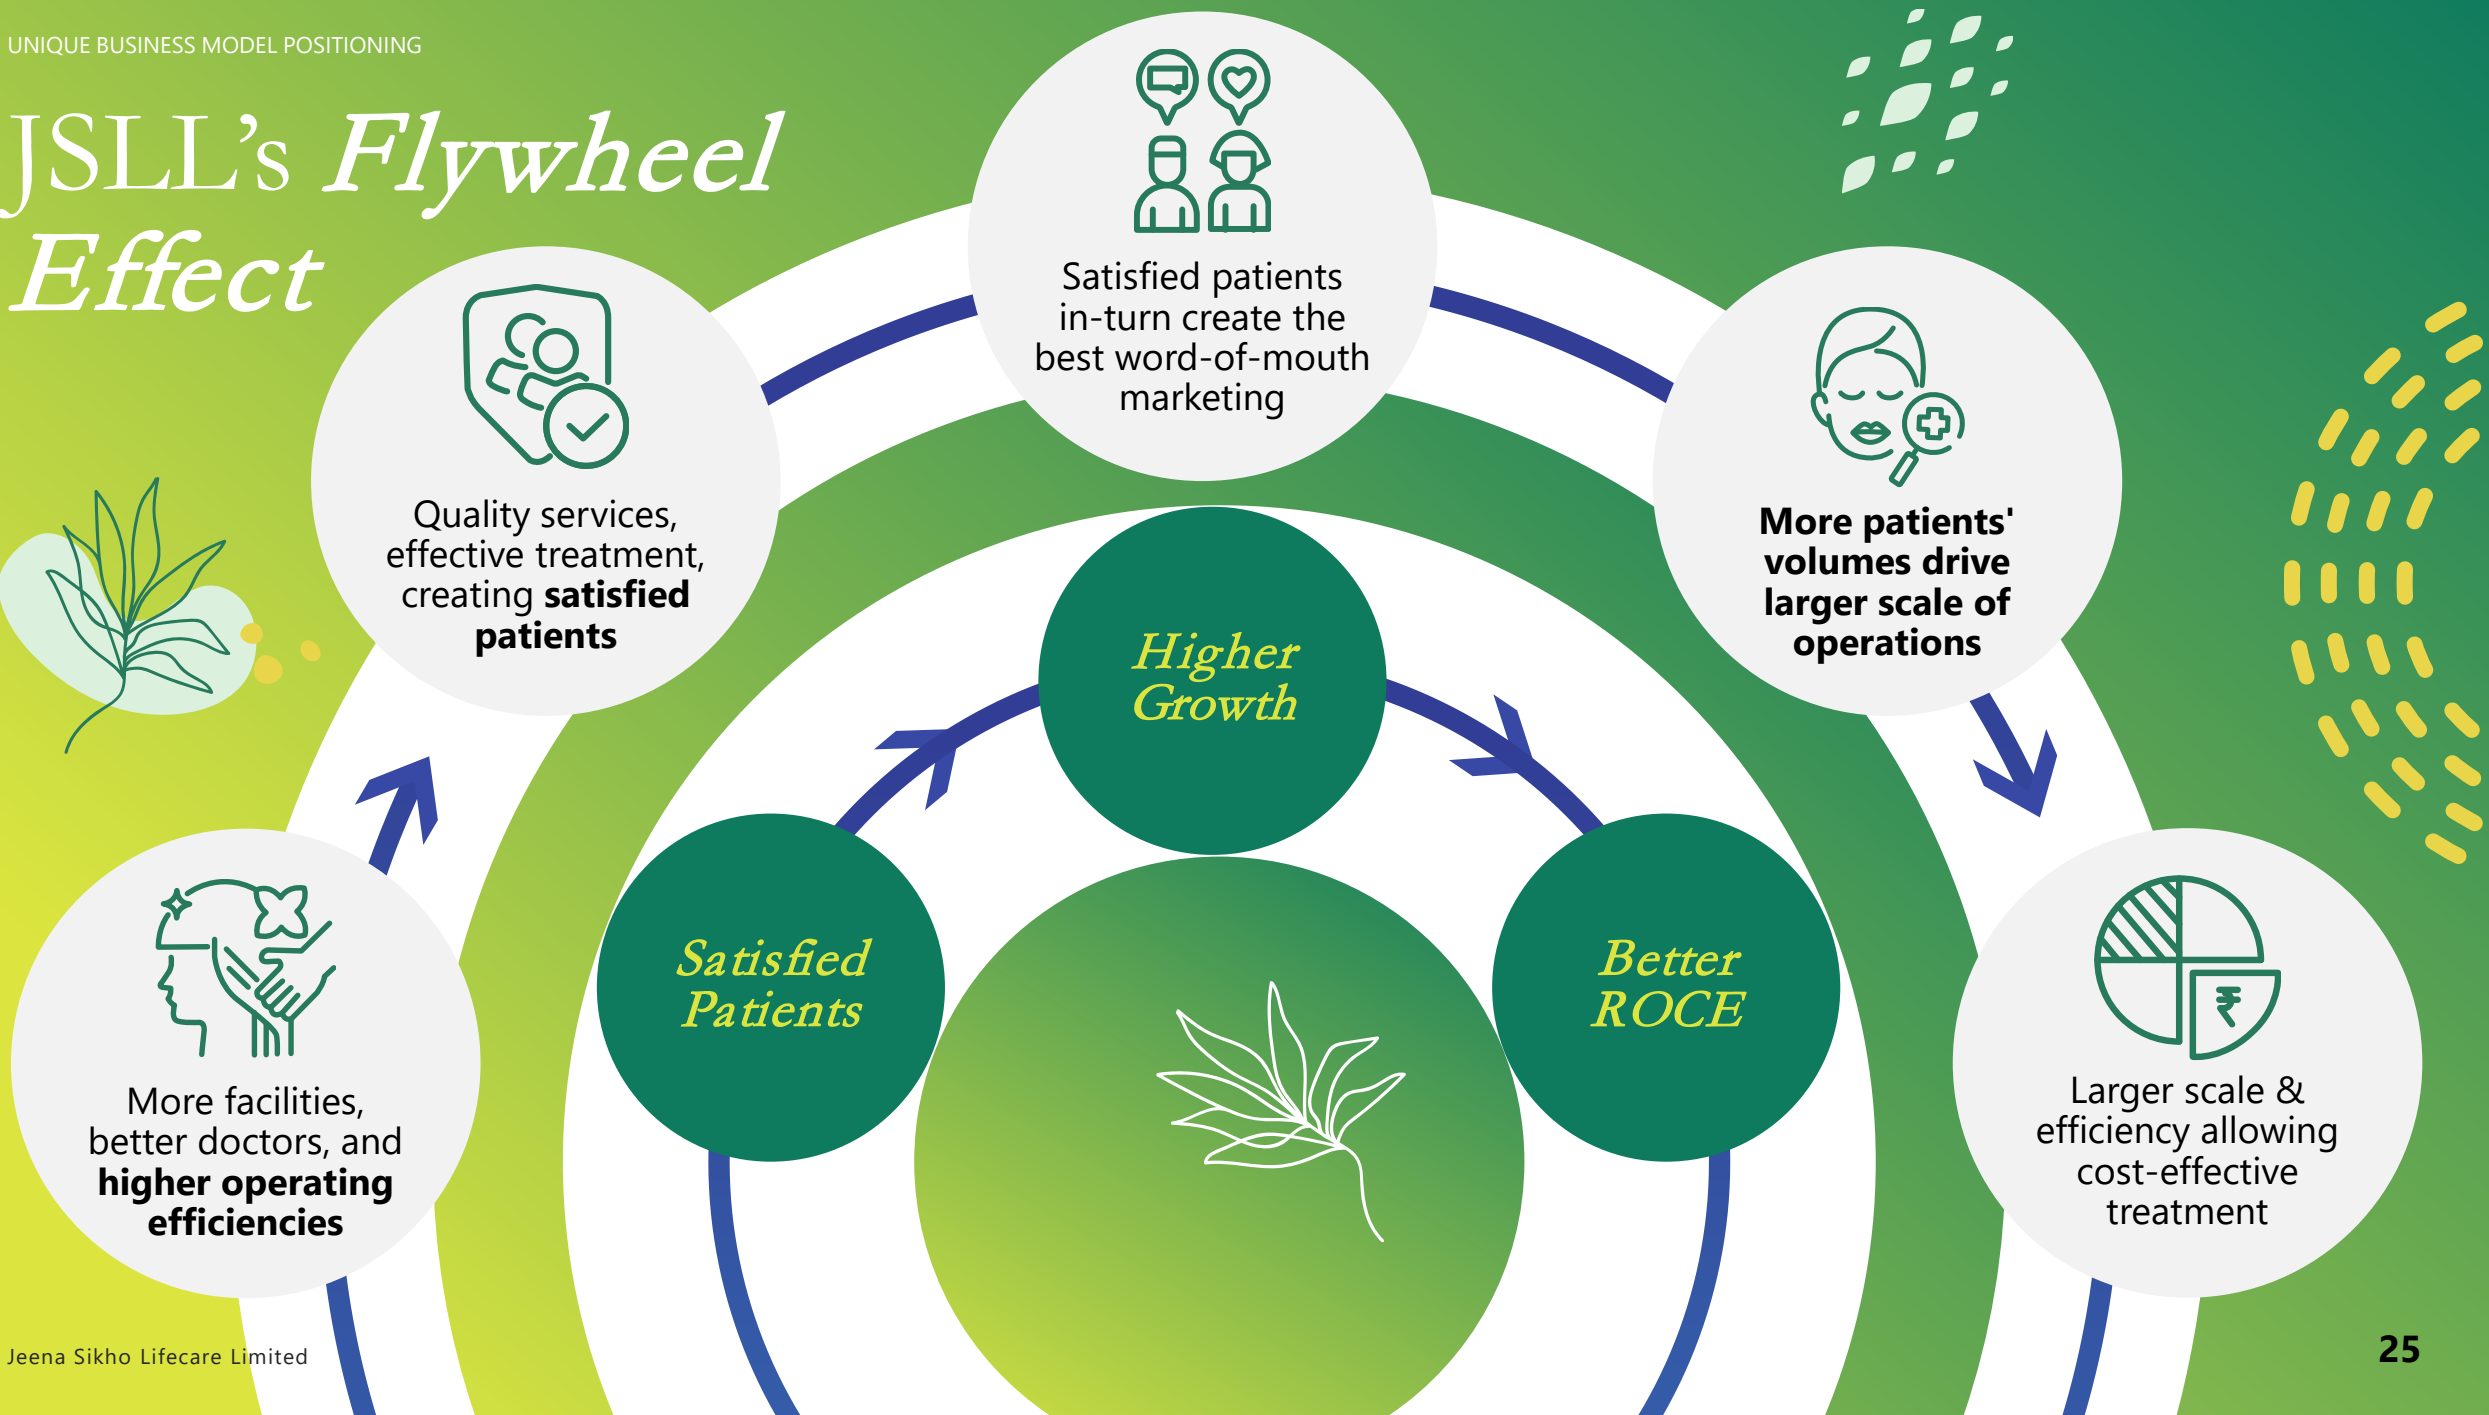 UNIQUE BUSINESS MODEL POSITIONING
JSLL's Flywheel
Effect
Satisfied patients
in-turn create the
best word-of-mouth
marketing
Quality services,
effective treatment,
creating satisfied
patients
More patients'
volumes drive
larger scale of
operations
More facilities,
better doctors, and
higher operating
efficiencies
Larger scale &
efficiency allowing
cost-effective
treatment
₹
Satisfied
Patients
Higher
Growth
Better
ROCE
Jeena Sikho Lifecare Limited
25